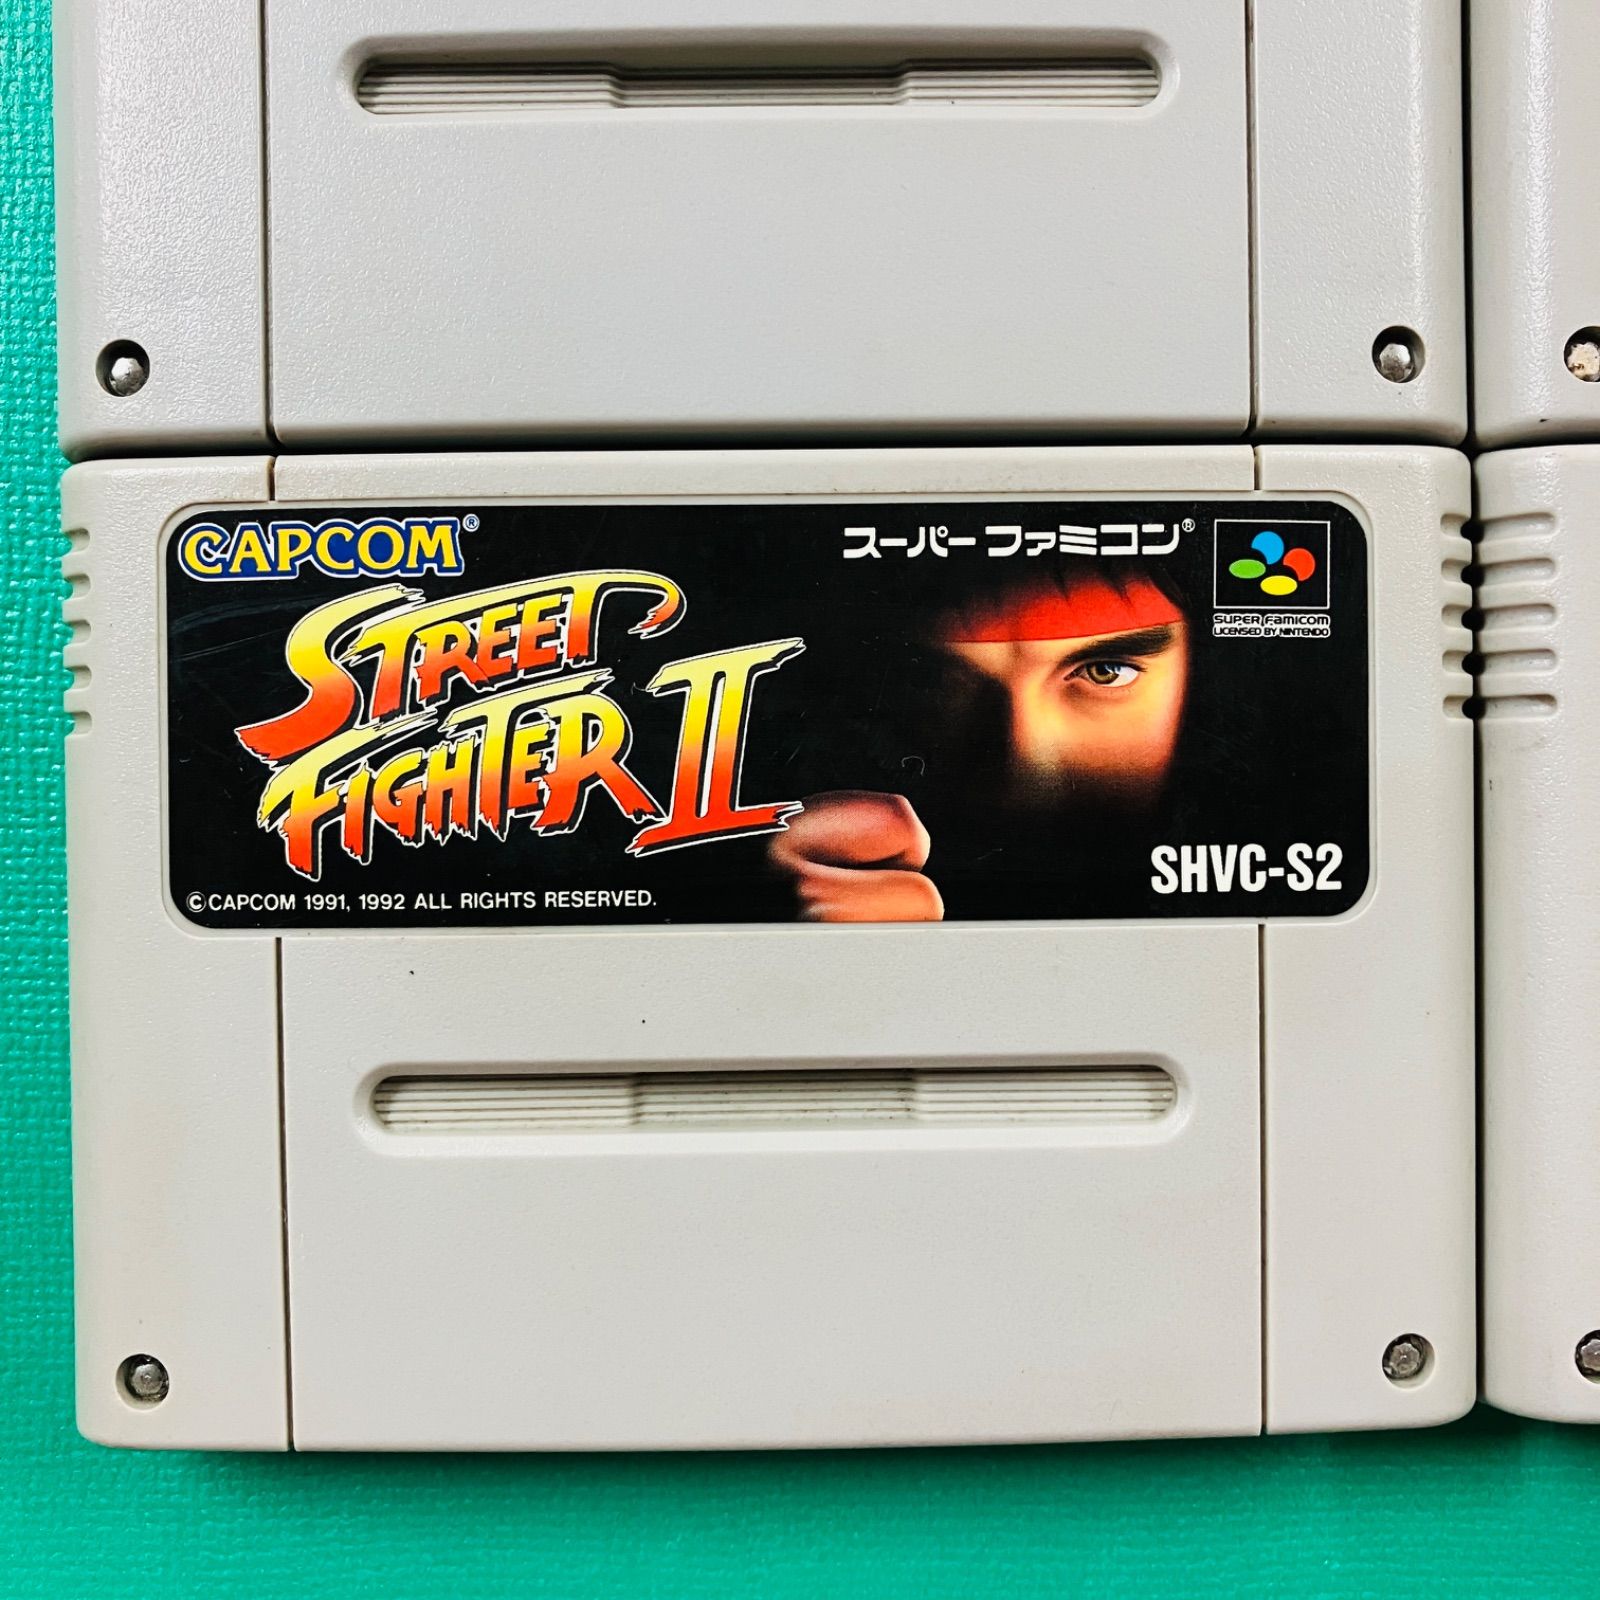 CAPCOM®
スーパーファミコン®
SUPER FAMICOM
LICENSED BY NINTENDO
STREET
FIGHTER II
SHVC-S2
©CAPCOM 1991, 1992 ALL RIGHTS RESERVED.